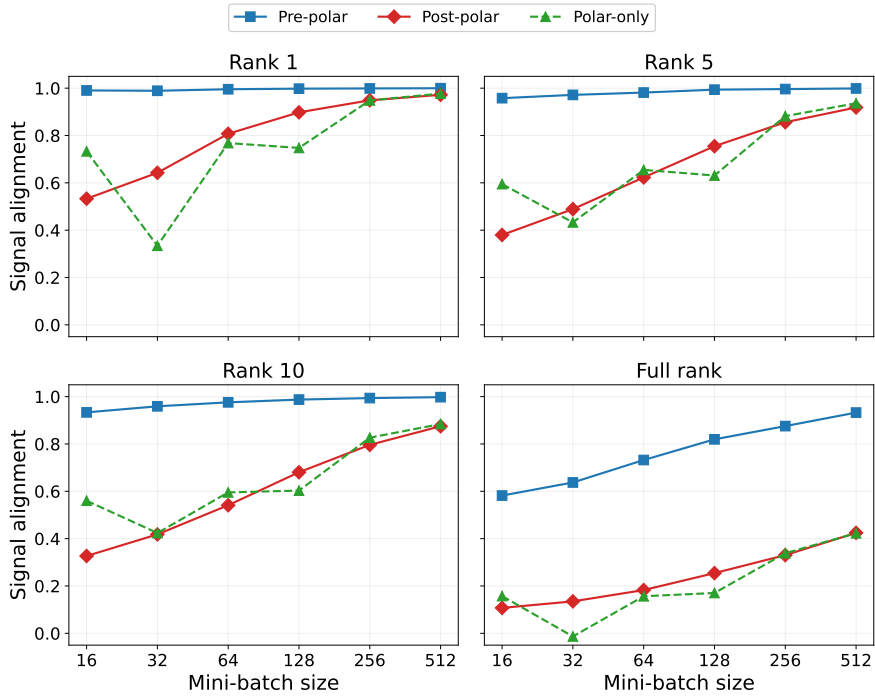 Pre-polar Post-polar Polar-only
Rank 1
Rank 5
1.0
0.8
0.6
0.4
0.2
0.0
Signal alignment
Rank 10
Full rank
1.0
0.8
0.6
0.4
0.2
0.0
Signal alignment
16 32 64 128 256 512
16 32 64 128 256 512
Mini-batch size
Mini-batch size